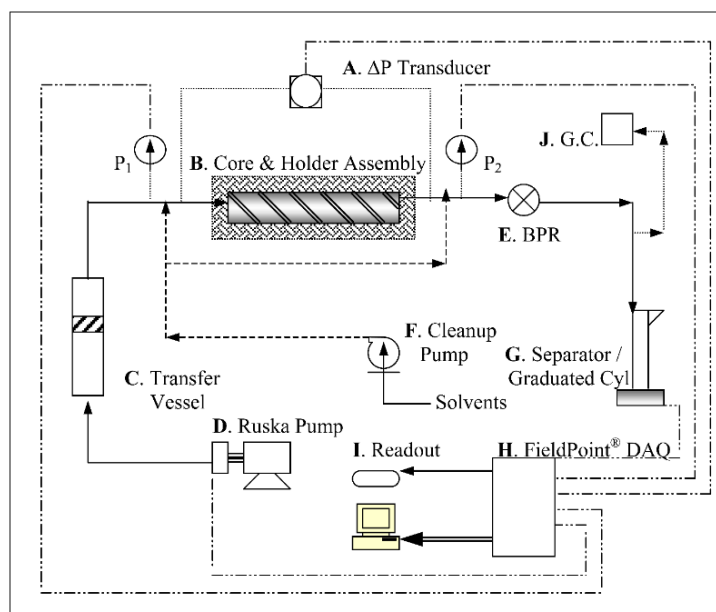 A. ΔP Transducer
J. G.C.
P1
B. Core & Holder Assembly
P2
E. BPR
F. Cleanup
Pump
G. Separator /
Graduated Cyl
C. Transfer
Vessel
Solvents
D. Ruska Pump
I. Readout
H. FieldPoint® DAQ